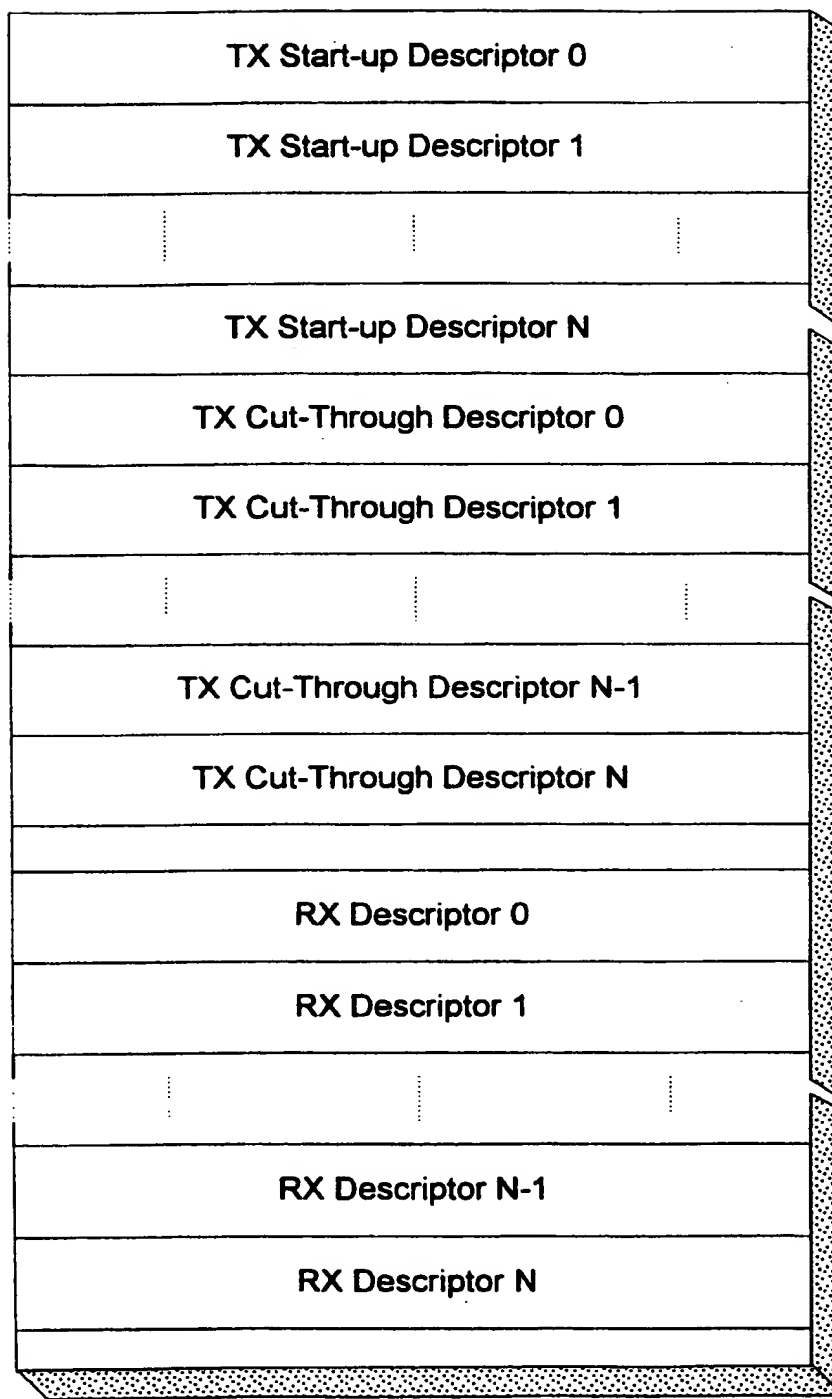 TX Start-up Descriptor 0
TX Start-up Descriptor 1
TX Start-up Descriptor N
TX Cut-Through Descriptor 0
TX Cut-Through Descriptor 1
TX Cut-Through Descriptor N-1
TX Cut-Through Descriptor N
RX Descriptor 0
RX Descriptor 1
RX Descriptor N-1
RX Descriptor N